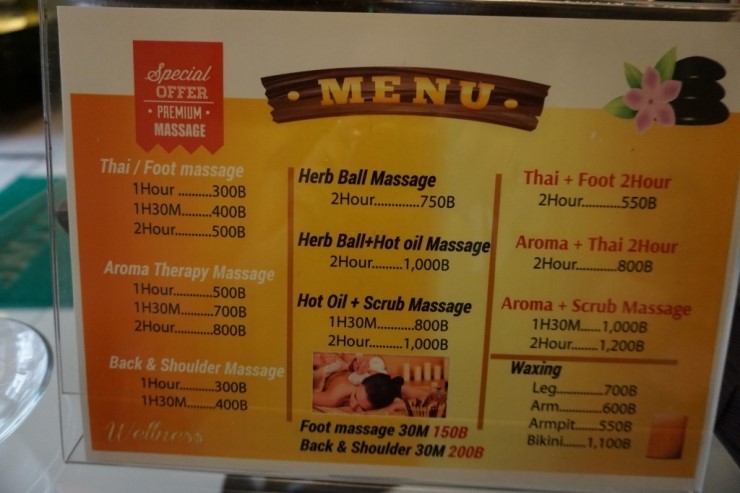 Special
OFFER
• PREMIUM •
MASSAGE
• MENU •
Thai / Foot massage
1Hour ..........300B
1H30M.........400B
2Hour...........500B
Aroma Therapy Massage
1Hour............500B
1H30M..........700B
2Hour............800B
Back & Shoulder Massage
1Hour............300B
1H30M.........400B
Wellness
Herb Ball Massage
2Hour..............750B
Herb Ball+Hot oil Massage
2Hour.........1,000B
Hot Oil + Scrub Massage
1H30M...........800B
2Hour..........1,000B
Foot massage 30M 150B
Back & Shoulder 30M 200B
Thai + Foot 2Hour
2Hour............550B
Aroma + Thai 2Hour
2Hour............800B
Aroma + Scrub Massage
1H30M......1,000B
2Hour........1,200B
Waxing
Leg..............700B
Arm.............600B
Armpit.......550B
Bikini.......1,100B